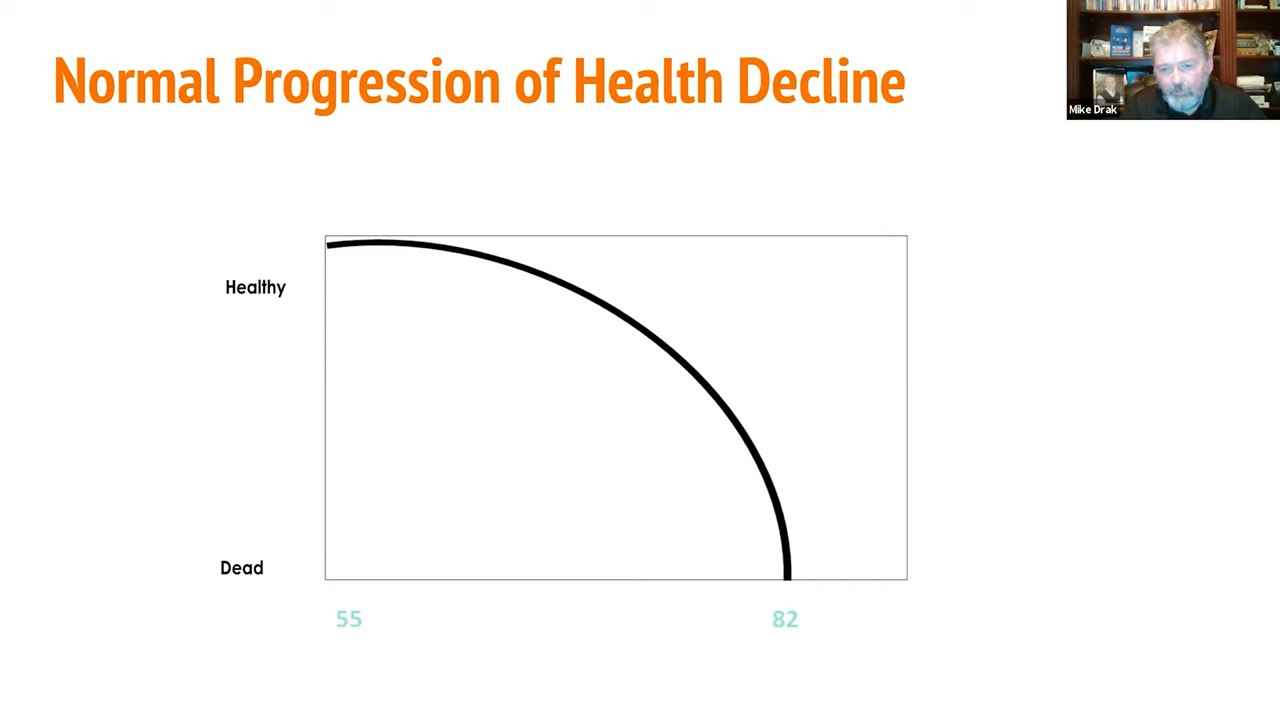 Normal Progression of Health Decline
Mike Drak
Healthy
Dead
55
82